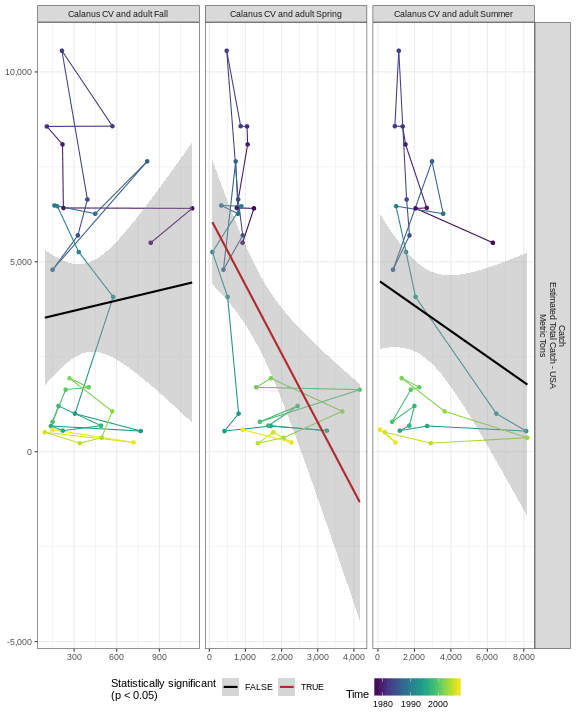 Calanus CV and adult Fall
Calanus CV and adult Spring
Calanus CV and adult Summer
10,000
5,000
0
-5,000
Catch
Estimated Total Catch - USA
Metric Tons
300 600 900
0 1,000 2,000 3,000 4,000
0 2,000 4,000 6,000 8,000
Statistically significant
(p < 0.05)
FALSE
TRUE
Time
1980 1990 2000